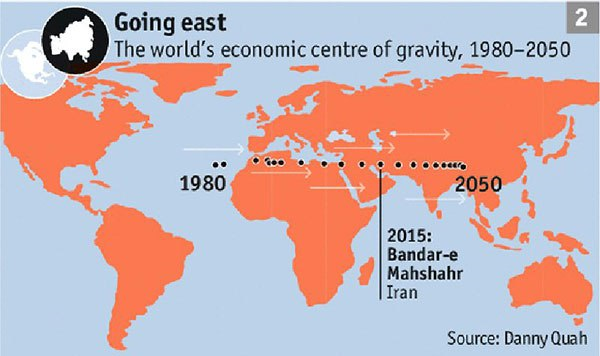 Going east
2
The world's economic centre of gravity, 1980–2050
1980
2050
2015:
Bandar-e
Mahshahr
Iran
Source: Danny Quah